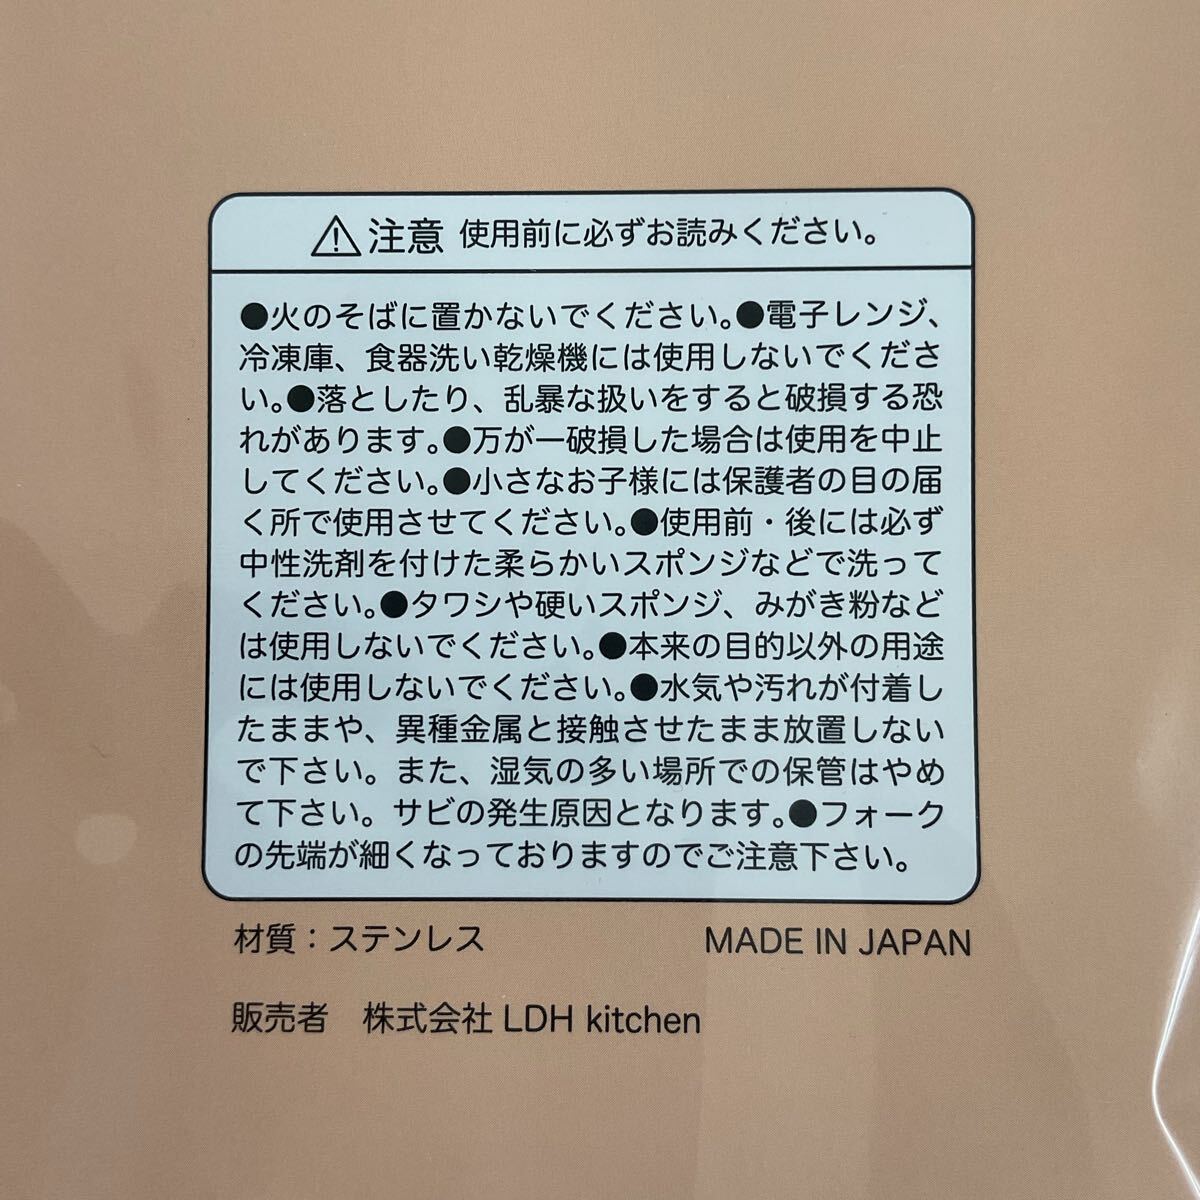 ⚠注意 使用前に必ずお読みください。
●火のそばに置かないでください。●電子レンジ、
冷凍庫、食器洗い乾燥機には使用しないでくださ
い。●落としたり、乱暴な扱いをすると破損する恐
れがあります。●万が一破損した場合は使用を中止
してください。●小さなお子様には保護者の目の届
く所で使用させてください。●使用前・後には必ず
中性洗剤を付けた柔らかいスポンジなどで洗って
ください。●タワシや硬いスポンジ、みがき粉など
は使用しないでください。●本来の目的以外の用途
には使用しないでください。●水気や汚れが付着し
たままや、異種金属と接触させたまま放置しない
で下さい。また、湿気の多い場所での保管はやめ
て下さい。サビの発生原因となります。●フォーク
の先端が細くなっておりますのでご注意下さい。
材質：ステンレス MADE IN JAPAN
販売者　株式会社 LDH kitchen